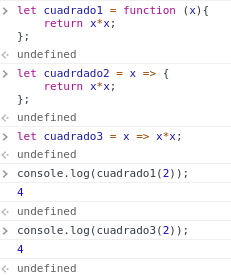 let cuadrado1 = function (x){
    return x*x;
};
undefined
let cuadrdado2 = x => {
    return x*x;
};
undefined
let cuadrado3 = x => x*x;
undefined
console.log(cuadrado1(2));
4
undefined
console.log(cuadrado3(2));
4
undefined